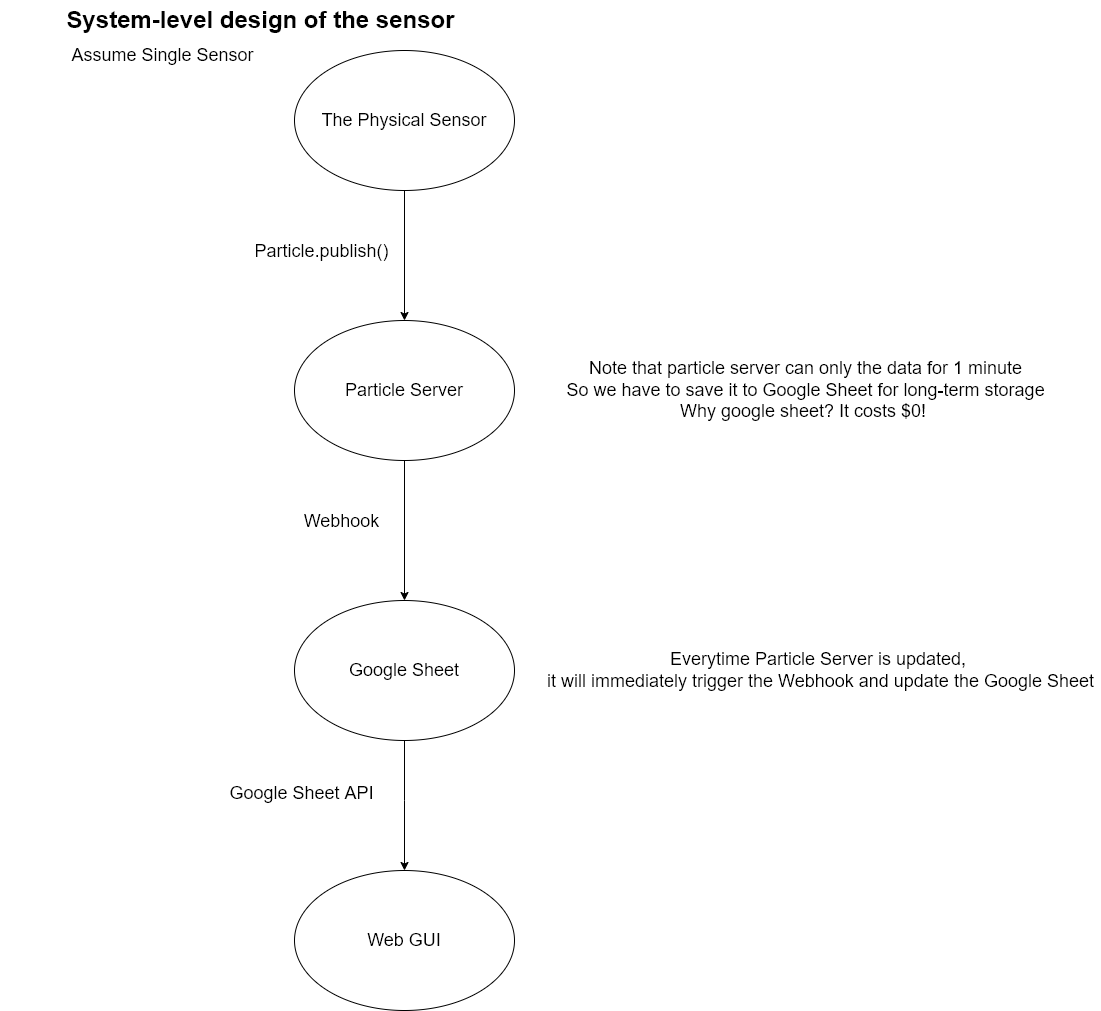 System-level design of the sensor
Assume Single Sensor
The Physical Sensor
Particle.publish()
Particle Server
Note that particle server can only the data for 1 minute
So we have to save it to Google Sheet for long-term storage
Why google sheet? It costs $0!
Webhook
Google Sheet
Everytime Particle Server is updated,
it will immediately trigger the Webhook and update the Google Sheet
Google Sheet API
Web GUI